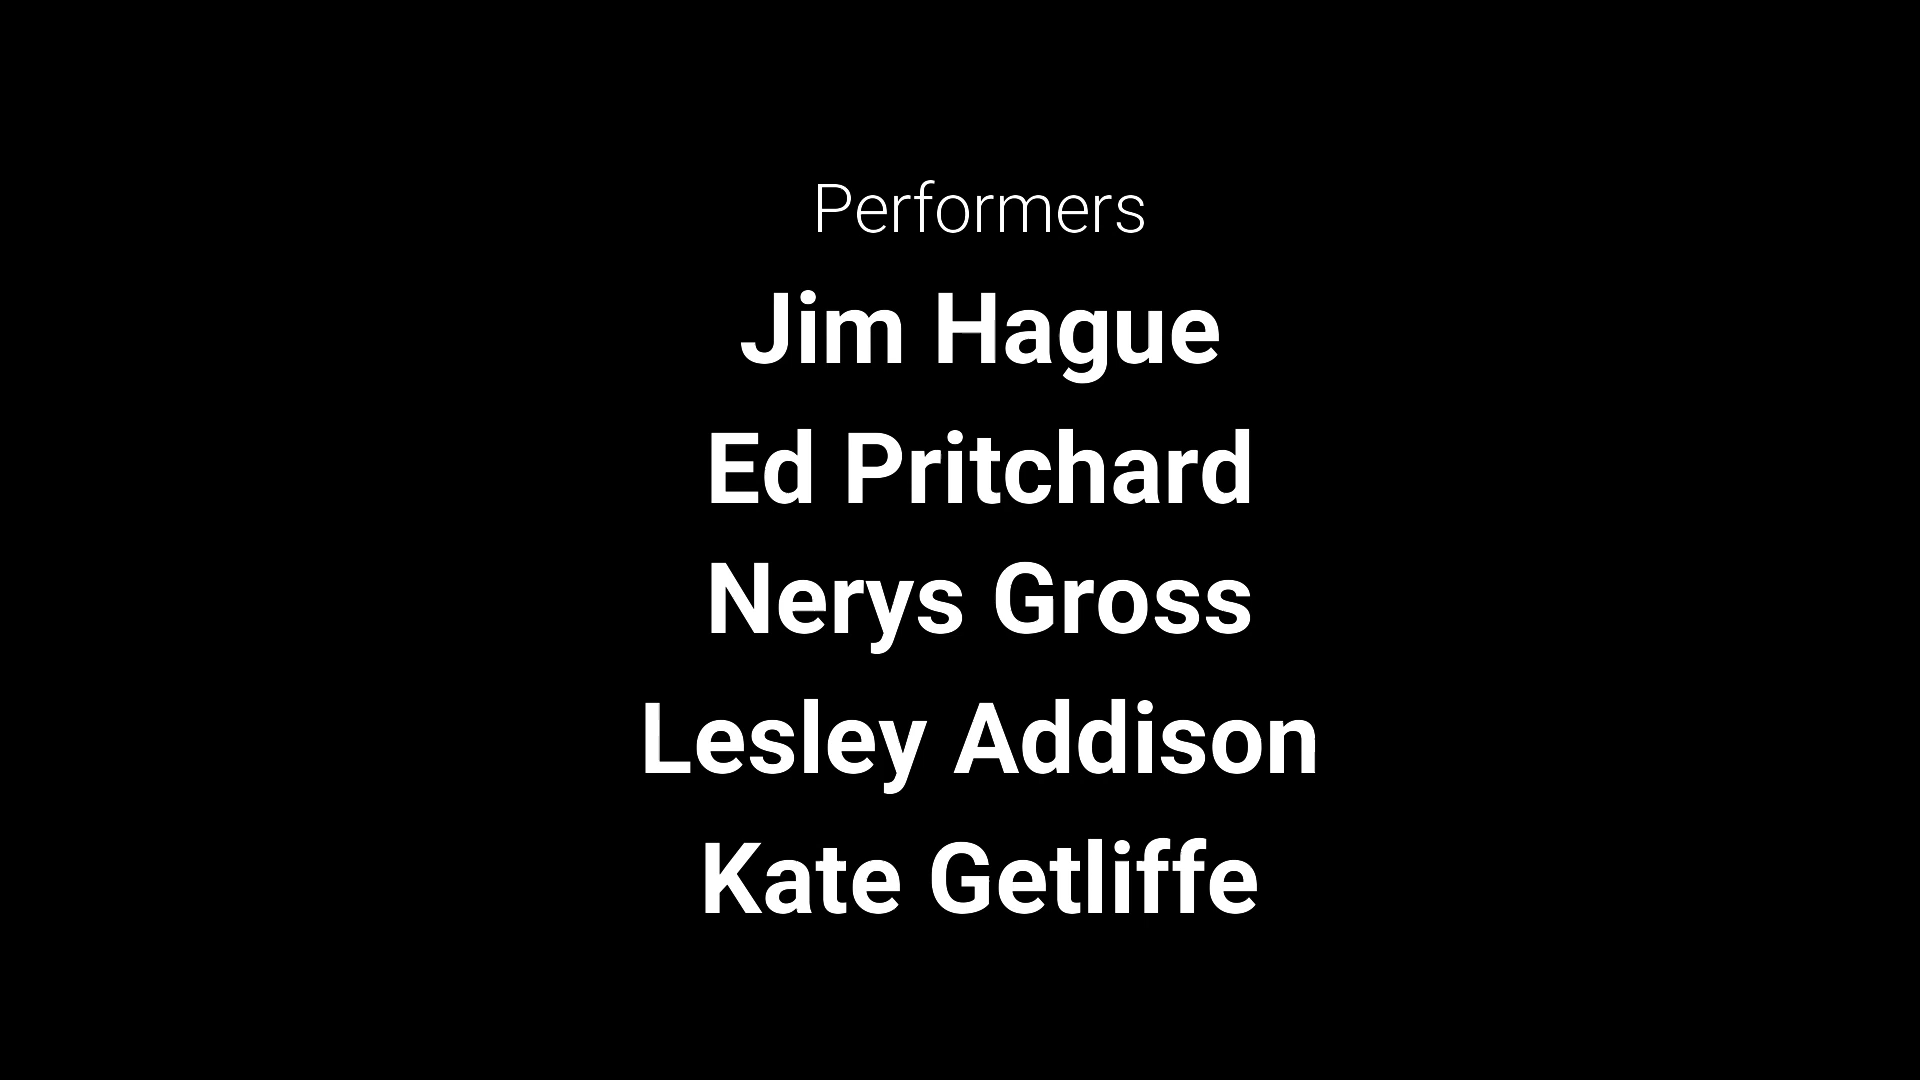 Performers
Jim Hague
Ed Pritchard
Nerys Gross
Lesley Addison
Kate Getliffe